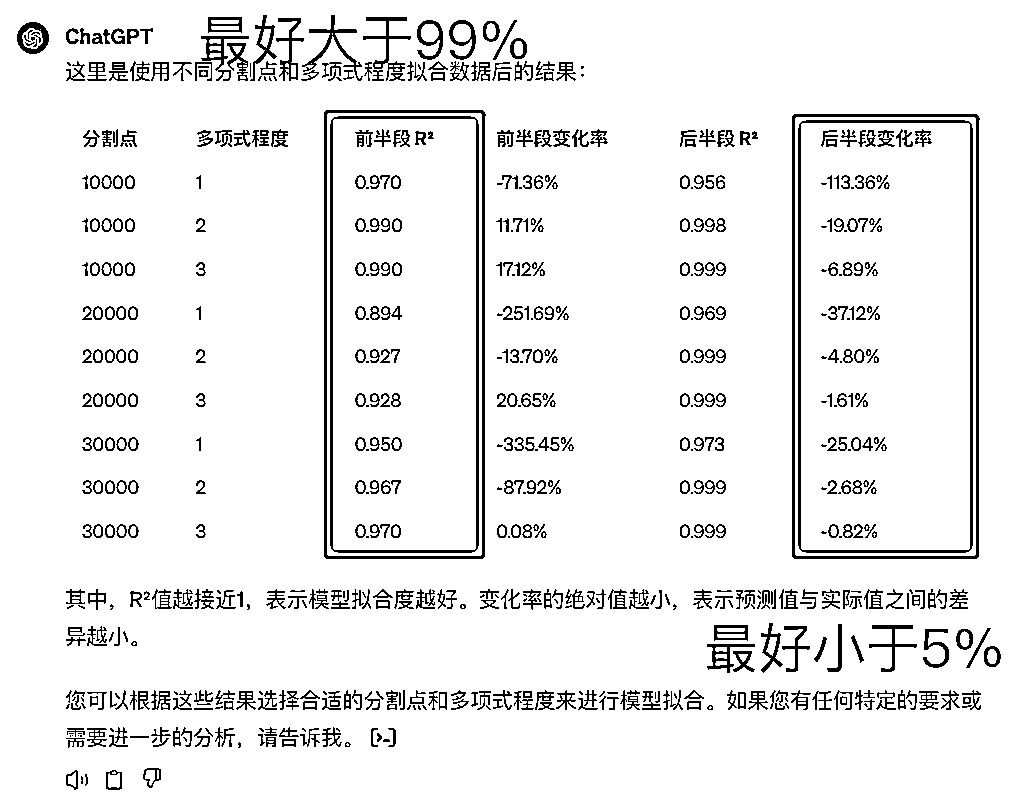 ChatGPT
最好大于99%
这里是使用不同分割点和多项式程度拟合数据后的结果：
分割点 多项式程度 前半段 R² 前半段变化率 后半段 R² 后半段变化率
10000 1 0.970 -71.36% 0.956 -113.36%
10000 2 0.990 11.71% 0.998 -19.07%
10000 3 0.990 17.12% 0.999 -6.89%
20000 1 0.894 -251.69% 0.969 -37.12%
20000 2 0.927 -13.70% 0.999 -4.80%
20000 3 0.928 20.65% 0.999 -1.61%
30000 1 0.950 -335.45% 0.973 -25.04%
30000 2 0.967 -87.92% 0.999 -2.68%
30000 3 0.970 0.08% 0.999 -0.82%
其中，R²值越接近1，表示模型拟合度越好。变化率的绝对值越小，表示预测值与实际值之间的差
异越小。
最好小于5%
您可以根据这些结果选择合适的分割点和多项式程度来进行模型拟合。如果您有任何特定的要求或
需要进一步的分析，请告诉我。 [>-]